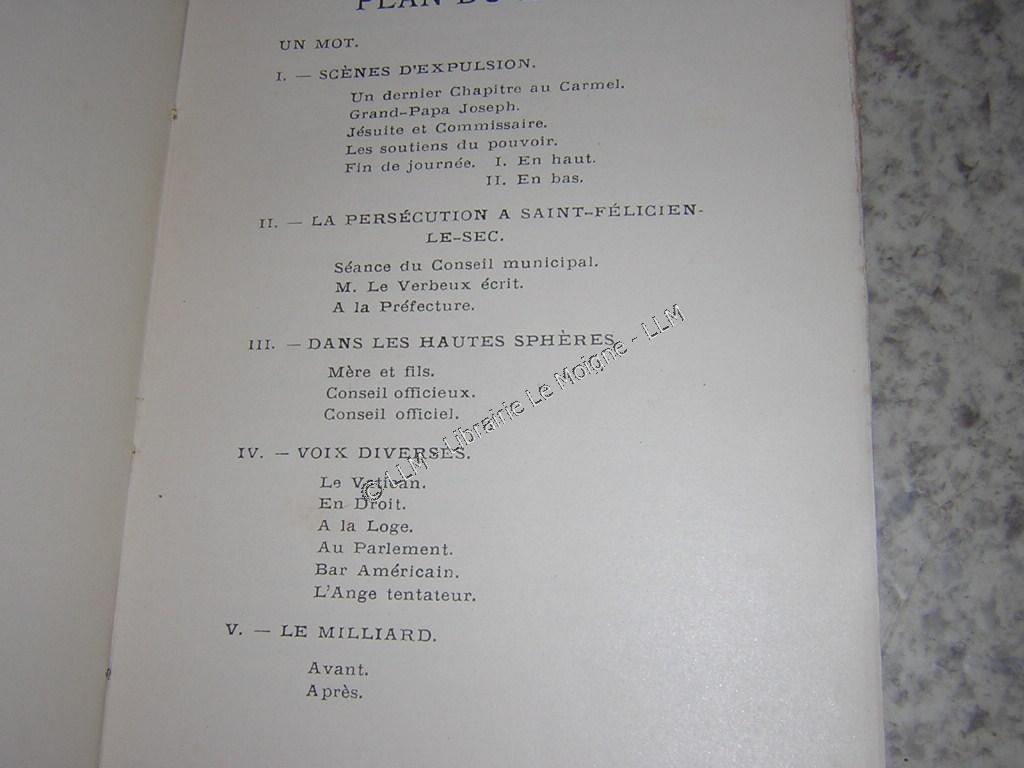 PLAN DU
UN MOT.
I. — SCÈNES D'EXPULSION.
Un dernier Chapitre au Carmel.
Grand-Papa Joseph.
Jésuite et Commissaire.
Les soutiens du pouvoir.
Fin de journée. I. En haut.
II. En bas.
II. — LA PERSÉCUTION A SAINT-FÉLICIEN-
LE-SEC.
Séance du Conseil municipal.
M. Le Verbeux écrit.
A la Préfecture.
III. — DANS LES HAUTES SPHÈRES
Mère et fils.
Conseil officieux.
Conseil officiel.
IV. — VOIX DIVERSES.
Le Vatican.
En Droit.
A la Loge.
Au Parlement.
Bar Américain.
L'Ange tentateur.
V. — LE MILLIARD.
Avant.
Après.
© LLM - Librairie Le Moigne - LLM